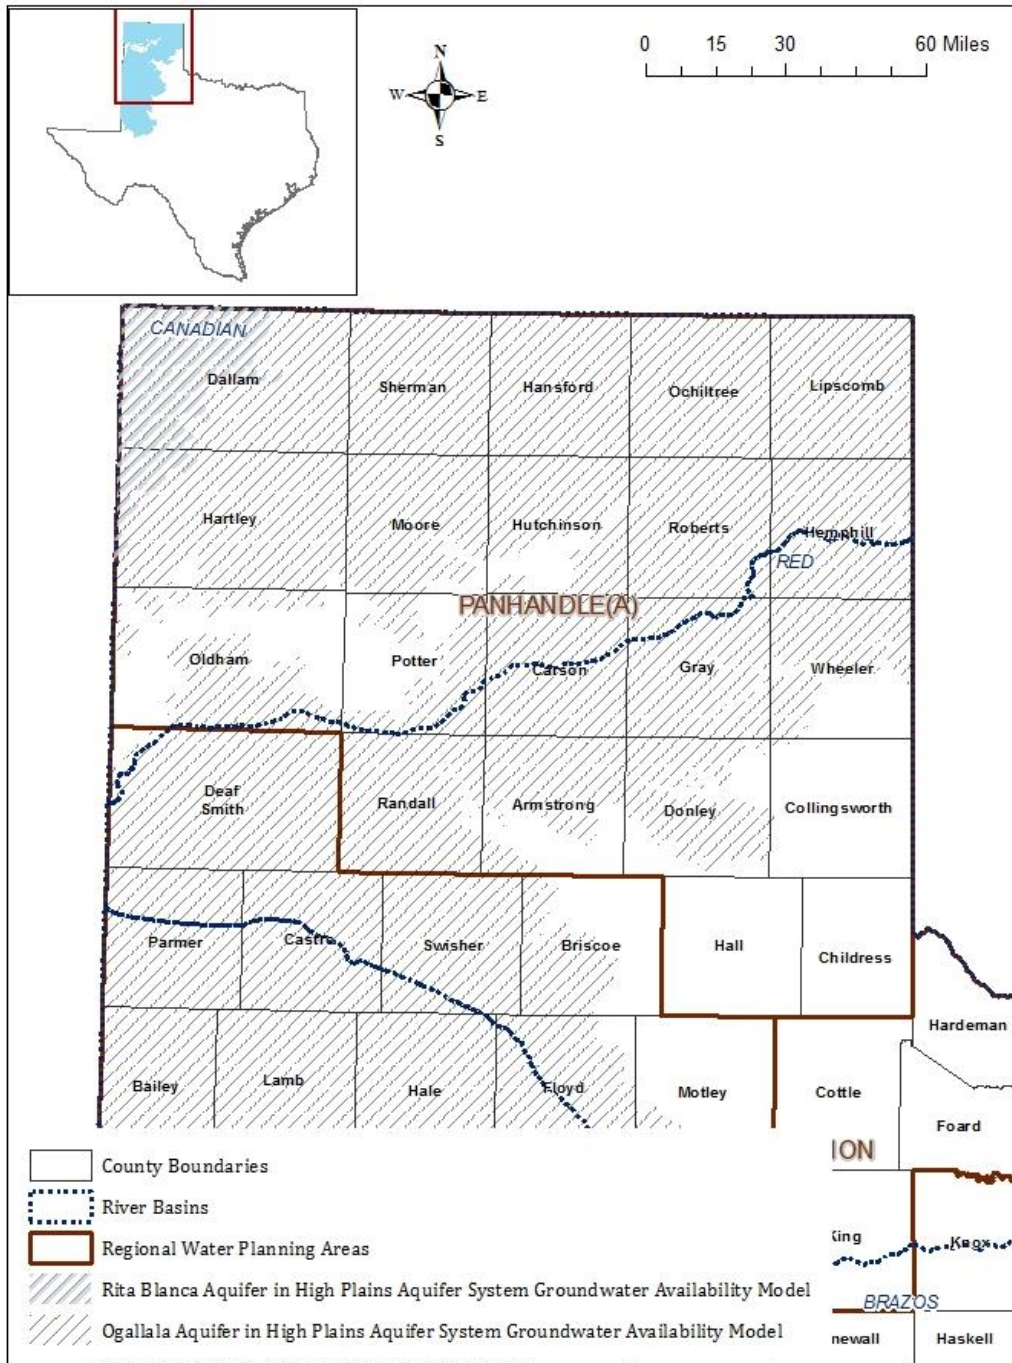 0 15 30 60 Miles
N
W E
S
CANADIAN
Dallam
Sherman
Hansford
Ochiltree
Lipscomb
Hartley
Moore
Hutchinson
Roberts
Hemphill
RED
PANHANDLE(A)
Oldham
Potter
Carson
Gray
Wheeler
Deaf
Smith
Randall
Armstrong
Donley
Collingsworth
Parmer
Castro
Swisher
Briscoe
Hall
Childress
Hardeman
Bailey
Lamb
Hale
Floyd
Motley
Cottle
Foard
ION
County Boundaries
River Basins
Regional Water Planning Areas
King
Knox
Rita Blanca Aquifer in High Plains Aquifer System Groundwater Availability Model
BRAZOS
Ogallala Aquifer in High Plains Aquifer System Groundwater Availability Model
newall
Haskell